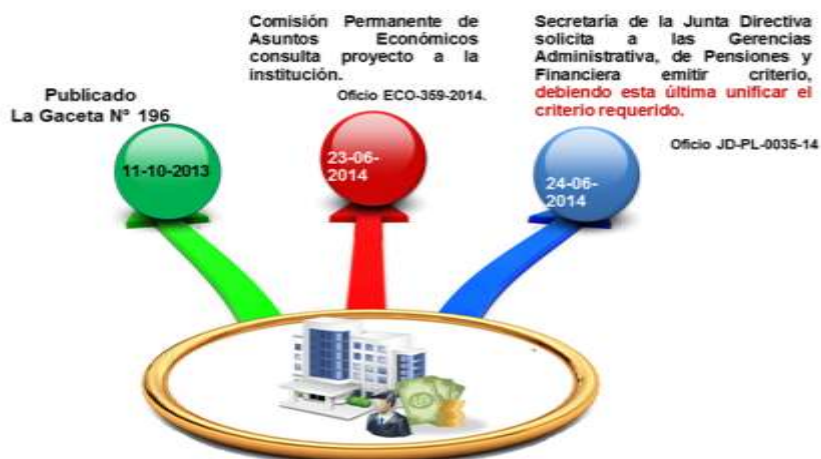 Publicado
La Gaceta N° 196
11-10-2013
Comisión Permanente de
Asuntos Económicos
consulta proyecto a la
institución.
Oficio ECO-359-2014.
23-06-
2014
Secretaría de la Junta Directiva
solicita a las Gerencias
Administrativa, de Pensiones y
Financiera emitir criterio,
debiendo esta última unificar el
criterio requerido.
Oficio JD-PL-0035-14
24-06-
2014